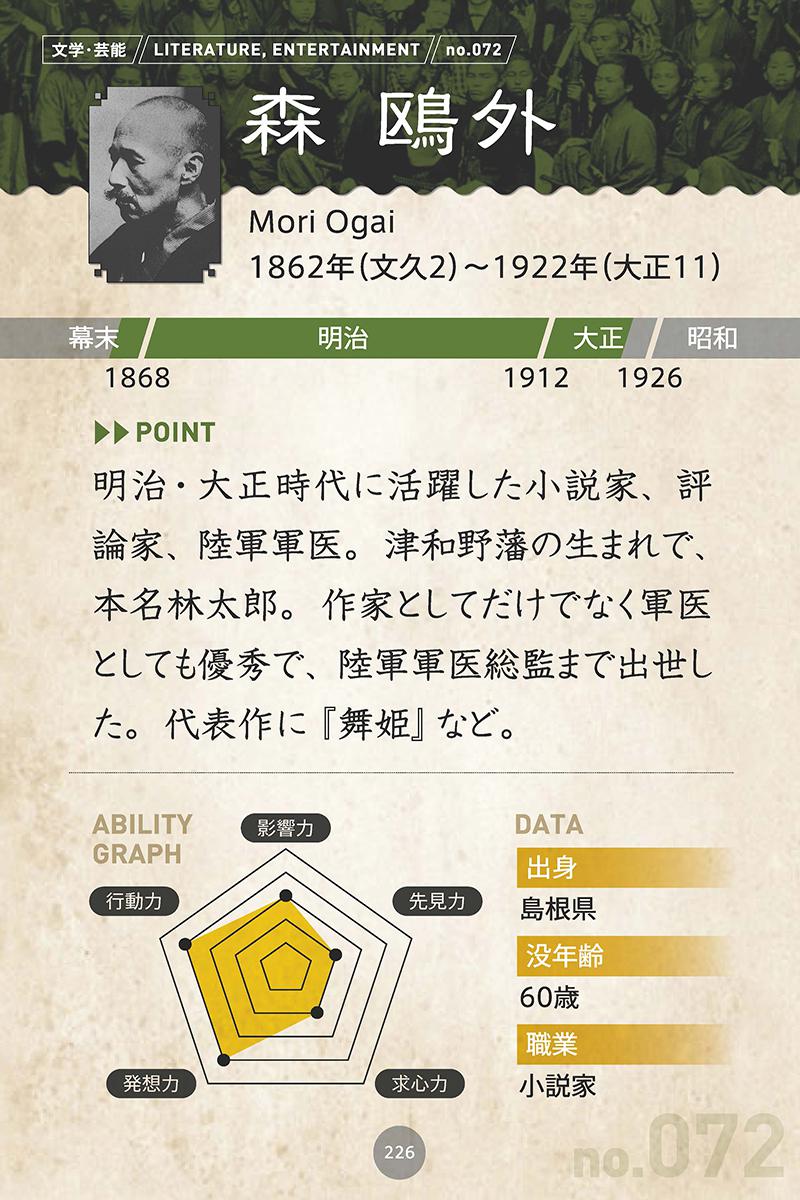 文学・芸能 LITERATURE, ENTERTAINMENT no.072
森 鷗外
Mori Ogai
1862年(文久2)〜1922年(大正11)
幕末 明治 大正 昭和
1868 1912 1926
POINT
明治・大正時代に活躍した小説家、評
論家、陸軍軍医。津和野藩の生まれで、
本名林太郎。作家としてだけでなく軍医
としても優秀で、陸軍軍医総監まで出世し
た。代表作に『舞姫』など。
ABILITY
GRAPH
影響力
行動力
先見力
発想力
求心力
DATA
出身
島根県
没年齢
60歳
職業
小説家
226
no.072